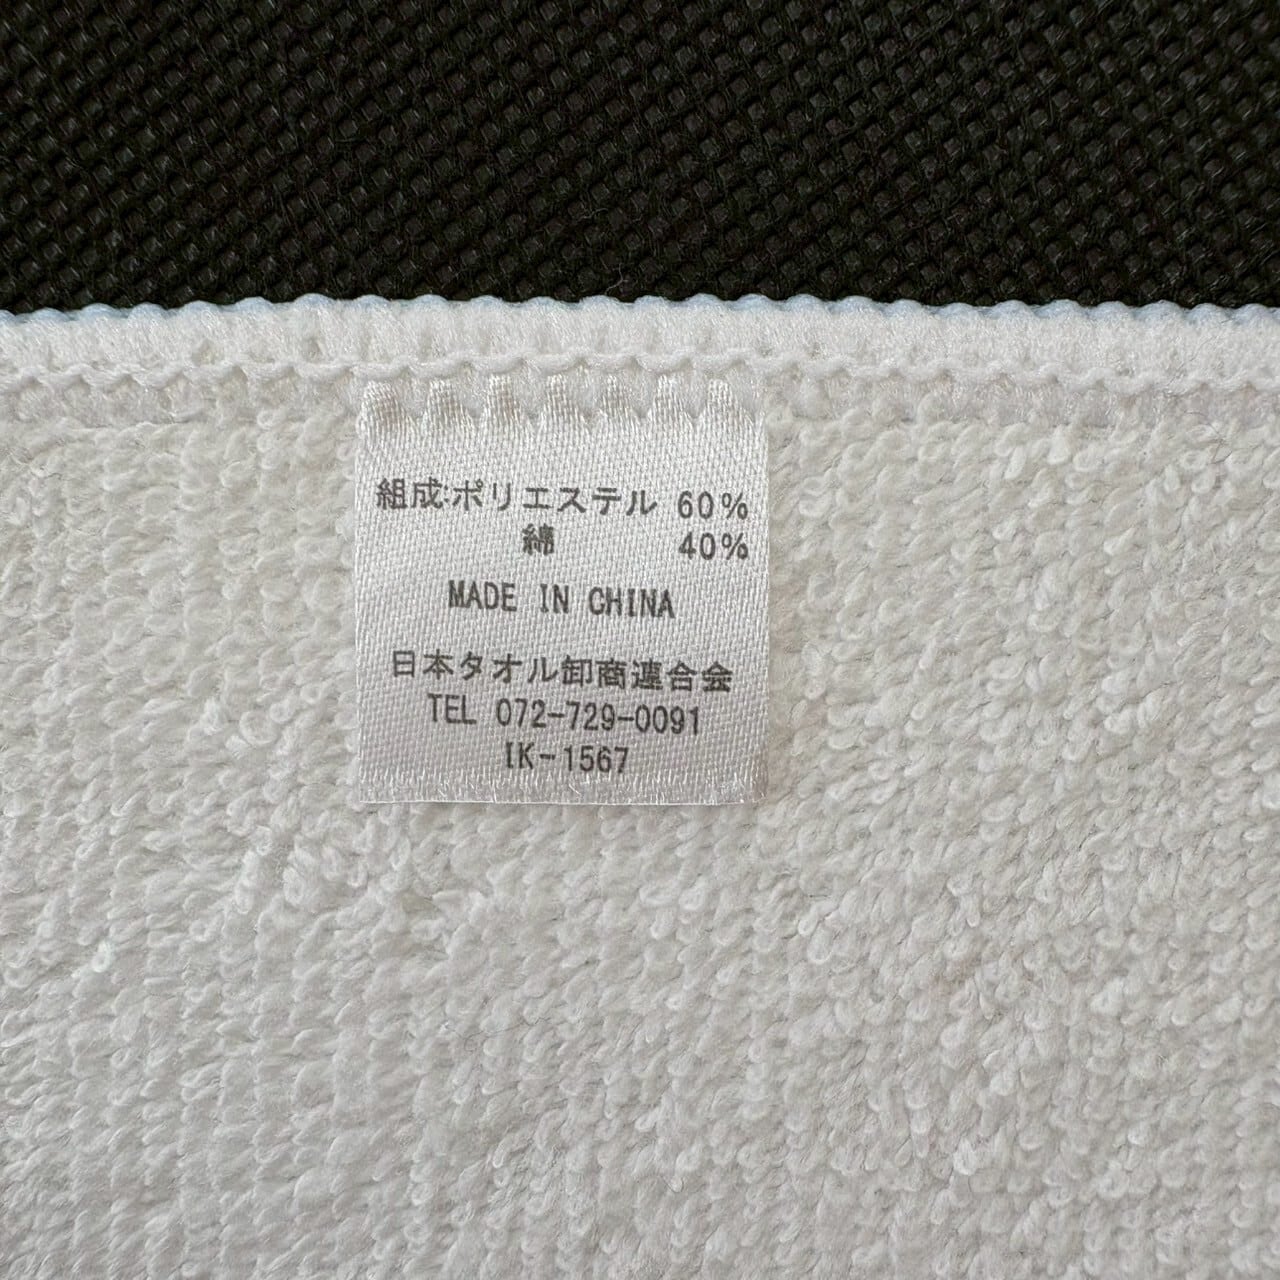 組成:ポリエステル 60%
綿 40%
MADE IN CHINA
日本タオル卸商連合会
TEL 072-729-0091
IK-1567